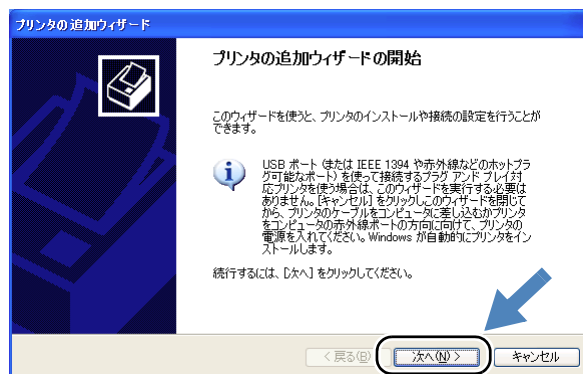 プリンタの追加ウィザード
プリンタの追加ウィザードの開始
このウィザードを使うと、プリンタのインストールや接続の設定を行うことが
できます。
USB ポート (または IEEE 1394 や赤外線などのホットプラ
グ可能なポート) を使って接続するプラグ アンド プレイ対
応プリンタを使う場合は、このウィザードを実行する必要は
ありません。[キャンセル] をクリックしこのウィザードを閉じて
から、プリンタのケーブルをコンピュータに差し込むかプリンタ
をコンピュータの赤外線ポートの方向に向けて、プリンタの
電源を入れてください。Windows が自動的にプリンタをイン
ストールします。
続行するには、[次へ] をクリックしてください。
< 戻る(B)
次へ(N) >
キャンセル